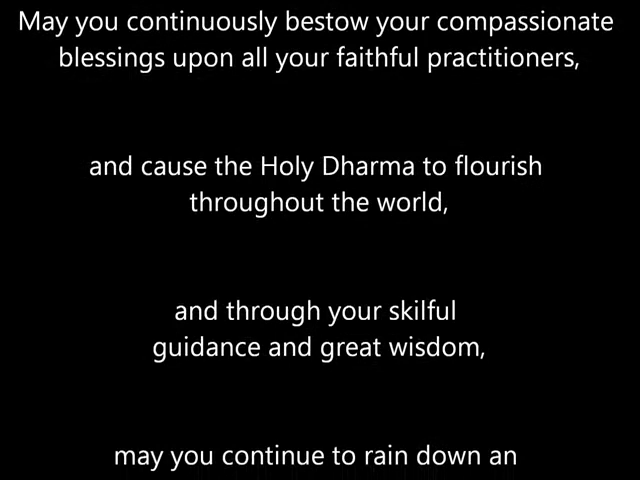 May you continuously bestow your compassionate
blessings upon all your faithful practitioners,
and cause the Holy Dharma to flourish
throughout the world,
and through your skilful
guidance and great wisdom,
may you continue to rain down an